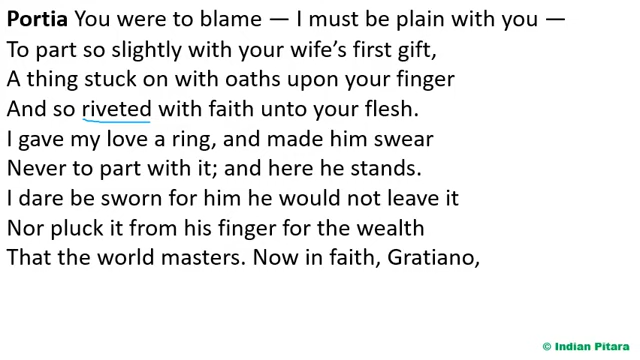 Portia You were to blame — I must be plain with you —
To part so slightly with your wife’s first gift,
A thing stuck on with oaths upon your finger
And so riveted with faith unto your flesh.
I gave my love a ring, and made him swear
Never to part with it; and here he stands.
I dare be sworn for him he would not leave it
Nor pluck it from his finger for the wealth
That the world masters. Now in faith, Gratiano,
© Indian Pitara